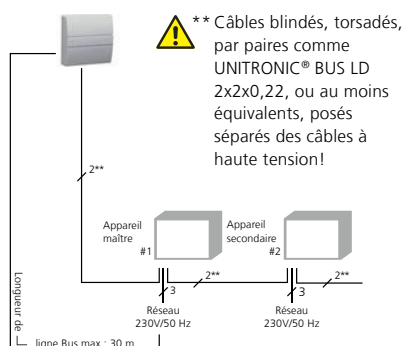 ** Câbles blindés, torsadés,
par paires comme
UNITRONIC® BUS LD
2x2x0,22, ou au moins
équivalents, posés
séparés des câbles à
haute tension!
2**
Appareil
maître
#1
Appareil
secondaire
#2
2**
2**
3
3
Réseau
230V/50 Hz
Réseau
230V/50 Hz
Longueur de
ligne Bus max : 30 m